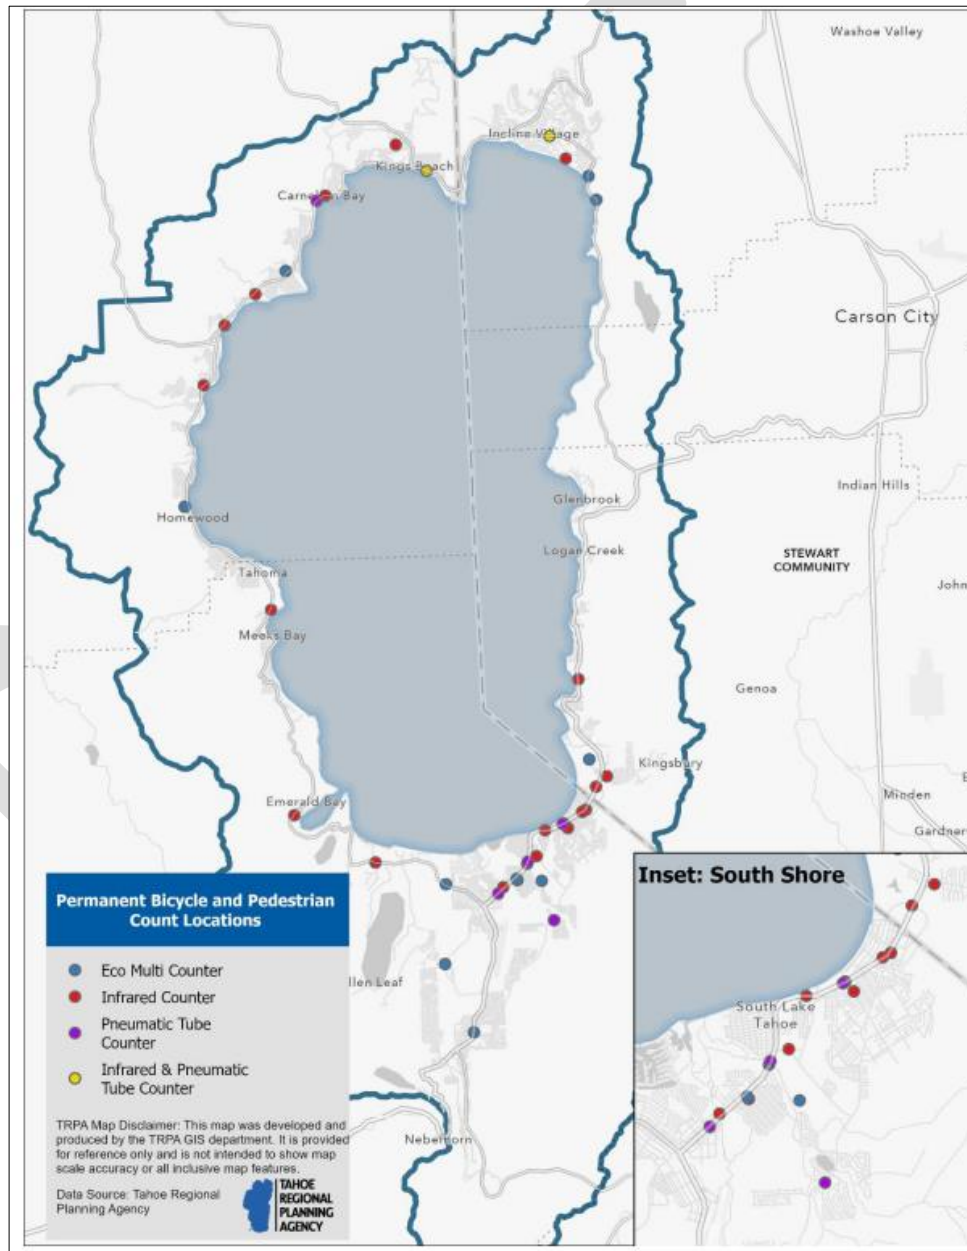 Washoe Valley
Incline Village
Kings Beach
Carnelian Bay
Carson City
Indian Hills
Glenbrook
Homewood
Logan Creek
STEWART
COMMUNITY
Tahoma
John
Meeks Bay
Genoa
Kingsbury
Emerald Bay
Minden
Gardner
Inset: South Shore
Permanent Bicycle and Pedestrian
Count Locations
Eco Multi Counter
Infrared Counter
Pneumatic Tube
Counter
Infrared & Pneumatic
Tube Counter
llen Leaf
South Lake
Tahoe
TRPA Map Disclaimer: This map was developed and
produced by the TRPA GIS department. It is provided
for reference only and is not intended to show map
scale accuracy or all inclusive map features.
Data Source: Tahoe Regional
Planning Agency
TAHOE
REGIONAL
PLANNING
AGENCY